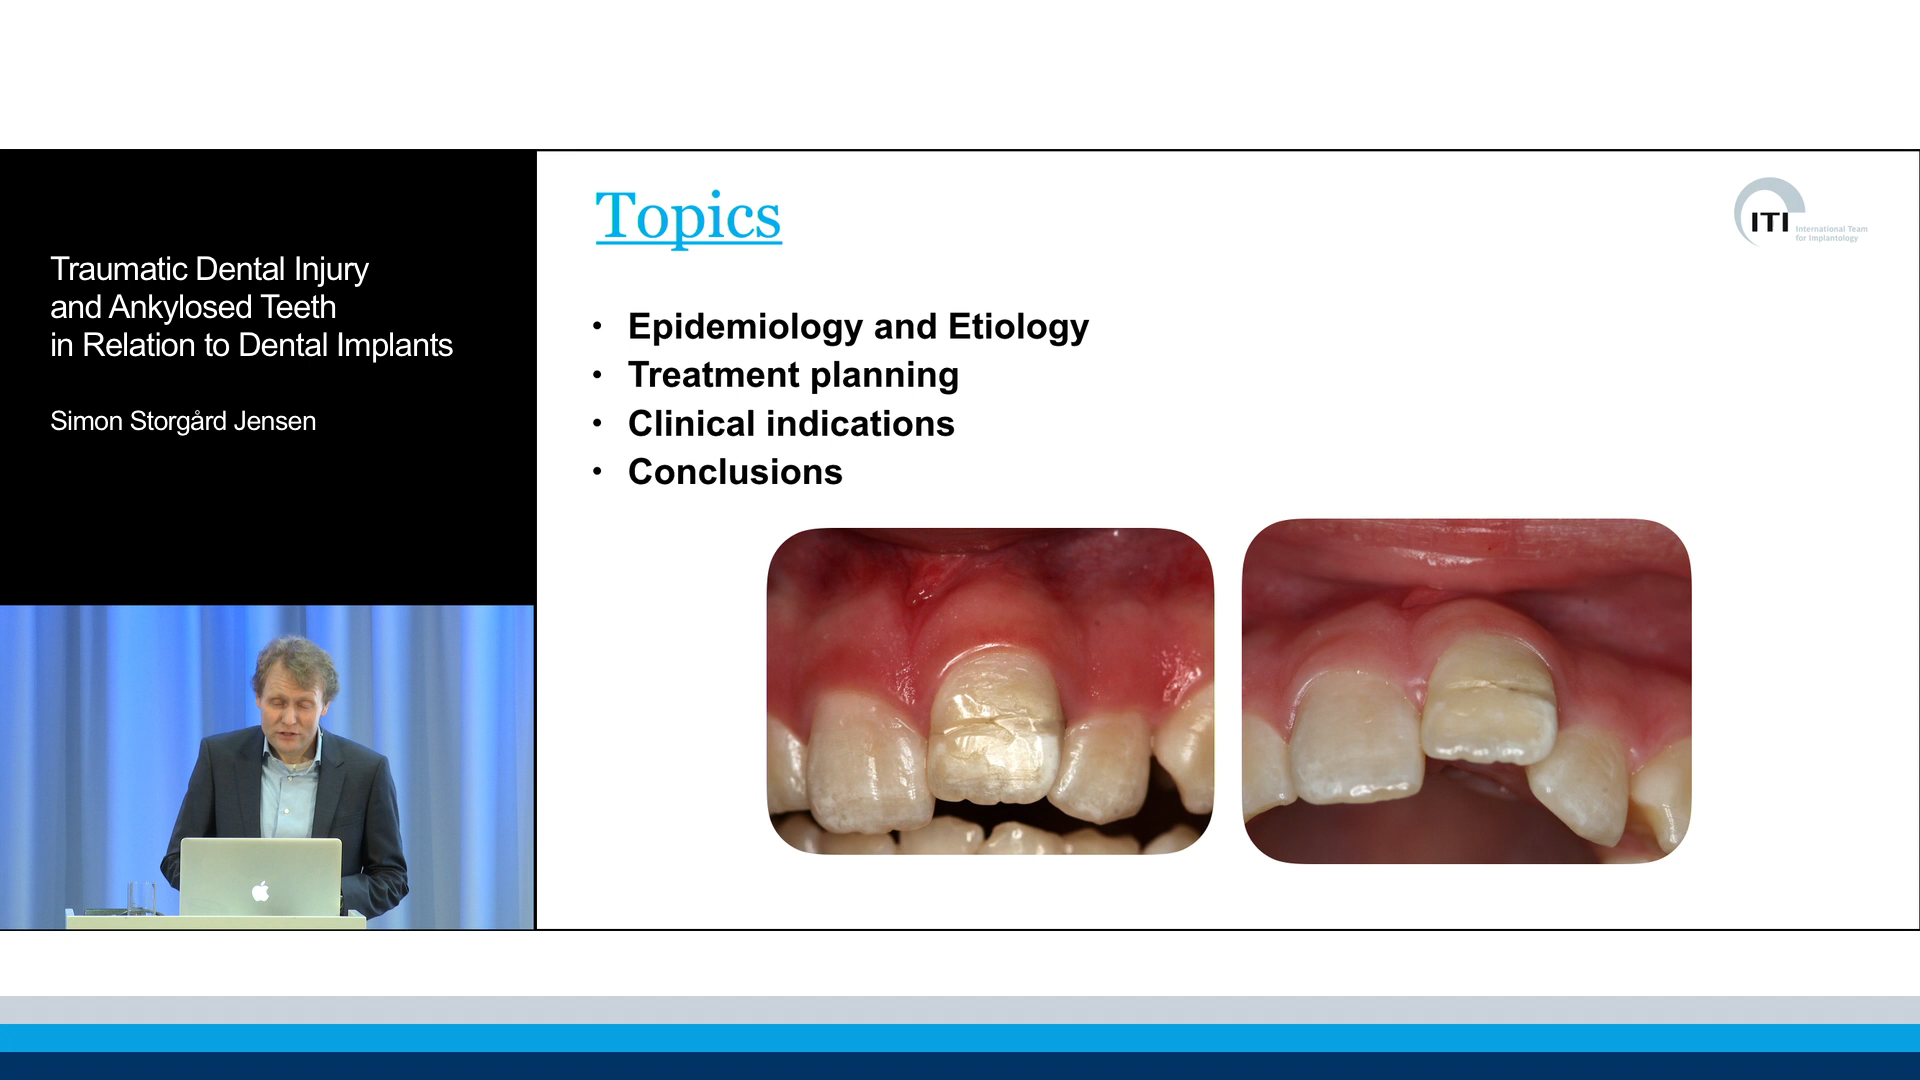 Traumatic Dental Injury
and Ankylosed Teeth
in Relation to Dental Implants
Simon Storgård Jensen
Topics
ITI
International Team
for Implantology
• Epidemiology and Etiology
• Treatment planning
• Clinical indications
• Conclusions